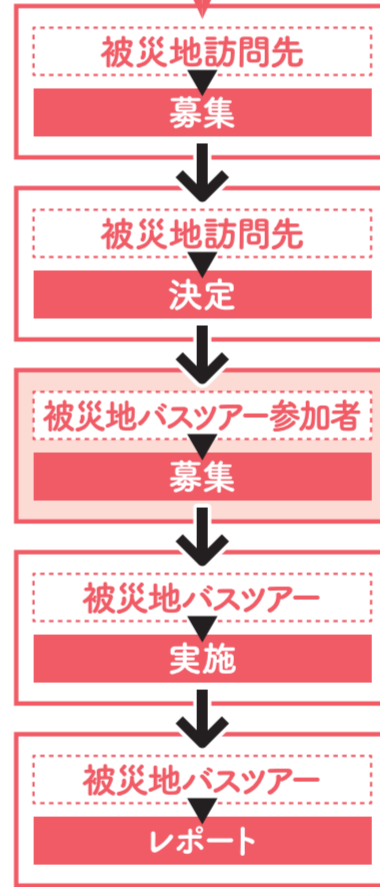 被災地訪問先
募集
被災地訪問先
決定
被災地バスツアー参加者
募集
被災地バスツアー
実施
被災地バスツアー
レポート